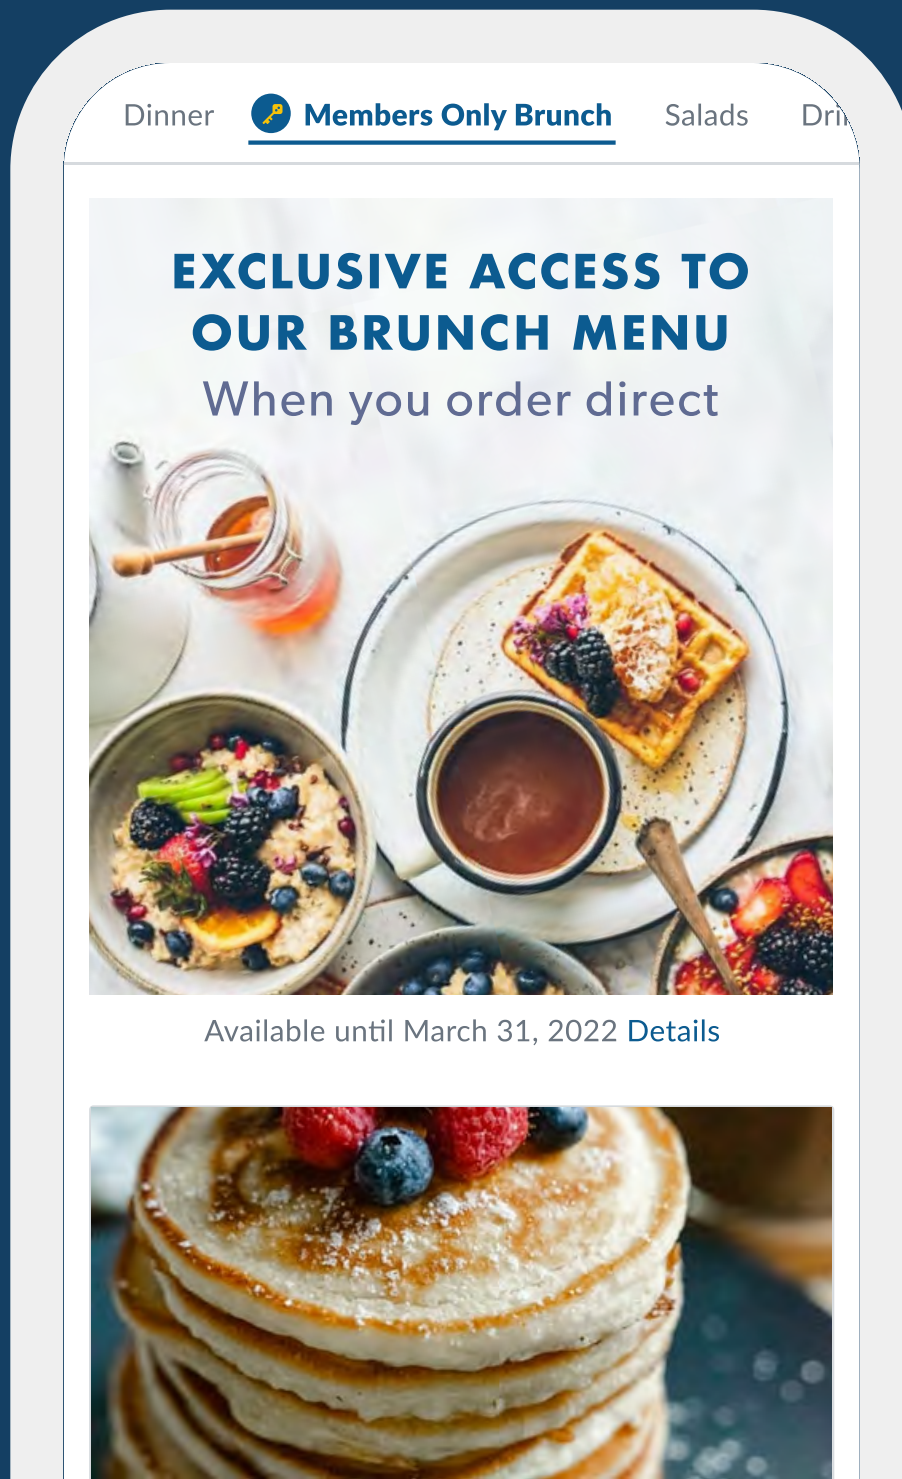 Dinner Members Only Brunch Salads
EXCLUSIVE ACCESS TO
OUR BRUNCH MENU
When you order direct
Available until March 31, 2022 Details